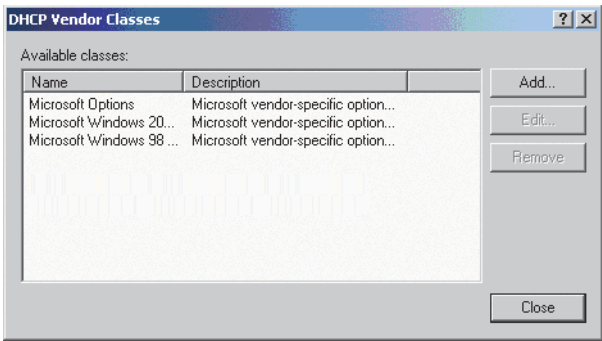 DHCP Vendor Classes
Available classes:
Name Description
Microsoft Options Microsoft vendor-specific option...
Microsoft Windows 20... Microsoft vendor-specific option...
Microsoft Windows 98 ... Microsoft vendor-specific option...
Add...
Edit...
Remove
Close